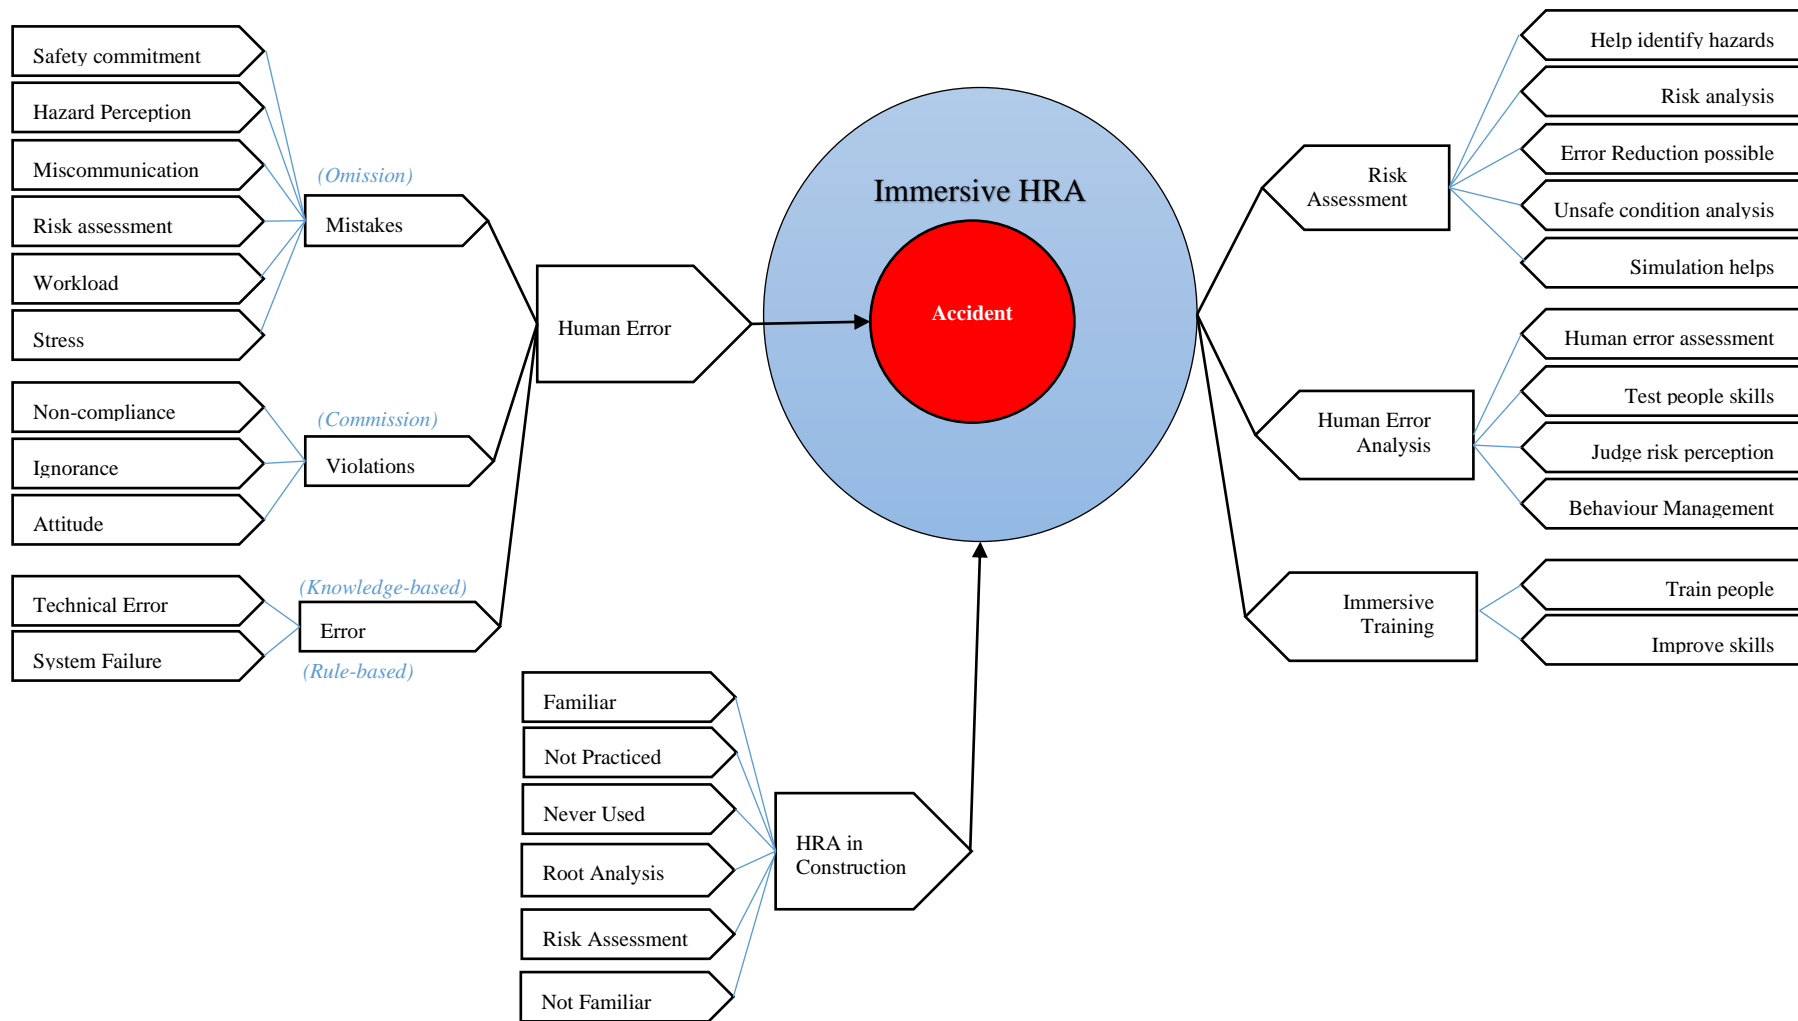 Safety commitment
Hazard Perception
Miscommunication
Risk assessment
Workload
Stress
(Omission)
Mistakes
Non-compliance
Ignorance
Attitude
(Commission)
Violations
Technical Error
System Failure
(Knowledge-based)
Error
(Rule-based)
Human Error
Immersive HRA
Accident
Familiar
Not Practiced
Never Used
Root Analysis
Risk Assessment
Not Familiar
HRA in
Construction
Risk
Assessment
Help identify hazards
Risk analysis
Error Reduction possible
Unsafe condition analysis
Simulation helps
Human Error
Analysis
Human error assessment
Test people skills
Judge risk perception
Behaviour Management
Immersive
Training
Train people
Improve skills